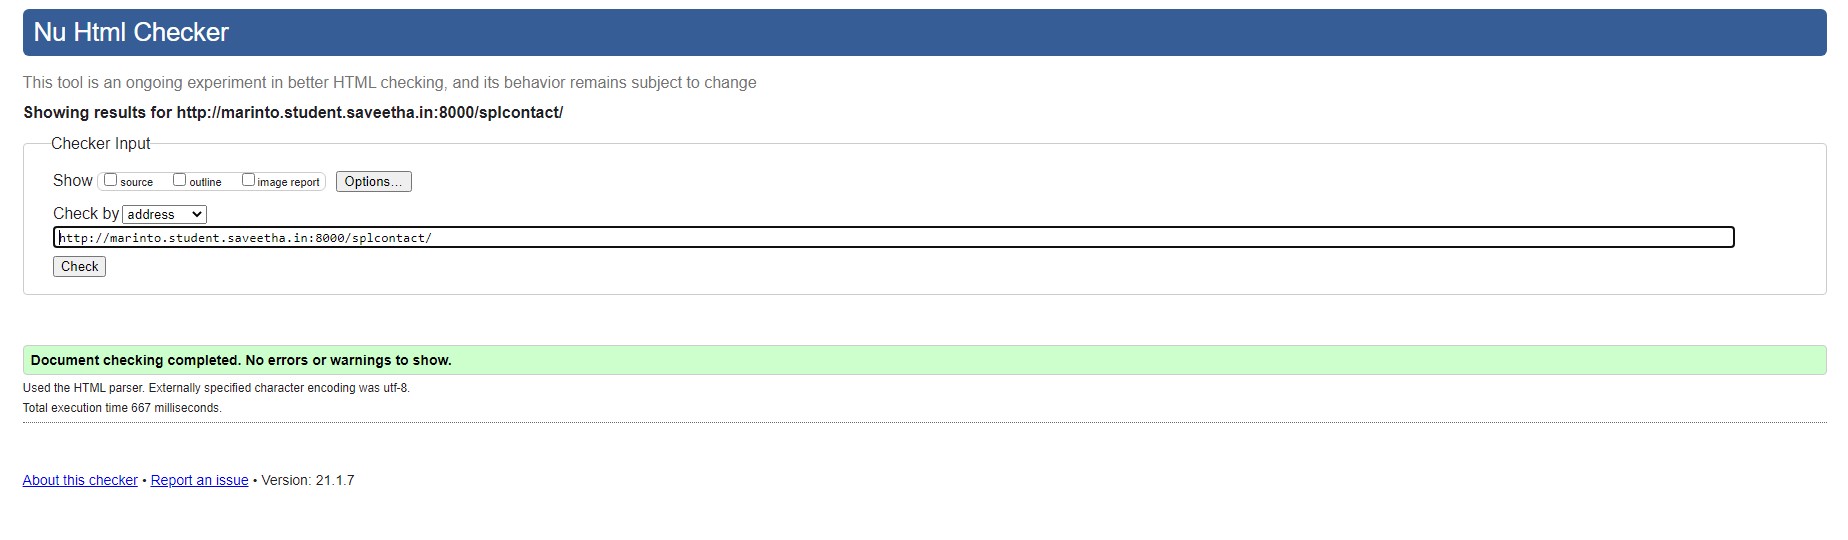 Nu Html Checker
This tool is an ongoing experiment in better HTML checking, and its behavior remains subject to change
Showing results for http://marinto.student.saveetha.in:8000/splcontact/
Checker Input
Show source outline image report Options...
Check by address
http://marinto.student.saveetha.in:8000/splcontact/
Check
Document checking completed. No errors or warnings to show.
Used the HTML parser. Externally specified character encoding was utf-8.
Total execution time 667 milliseconds.
About this checker • Report an issue • Version: 21.1.7